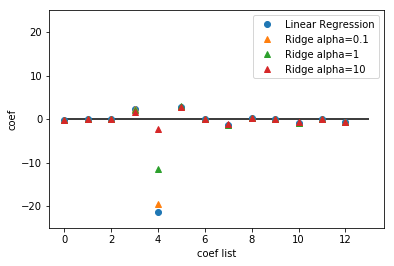 Linear Regression
Ridge alpha=0.1
Ridge alpha=1
Ridge alpha=10
20
10
0
−10
−20
coef
0 2 4 6 8 10 12
coef list